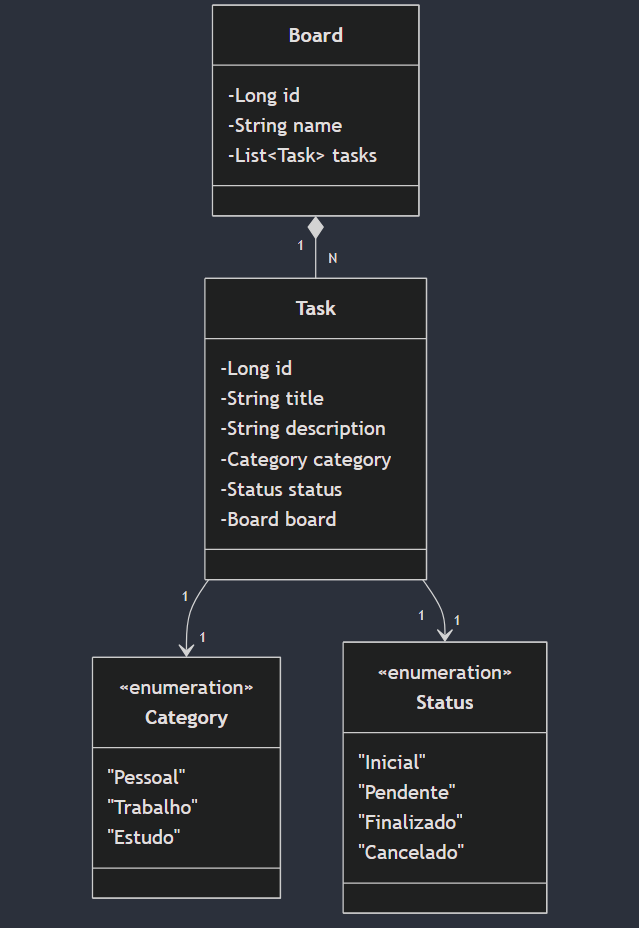 Board
-Long id
-String name
-List<Task> tasks
1
N
Task
-Long id
-String title
-String description
-Category category
-Status status
-Board board
1
1
1
1
«enumeration»
Category
"Pessoal"
"Trabalho"
"Estudo"
«enumeration»
Status
"Inicial"
"Pendente"
"Finalizado"
"Cancelado"